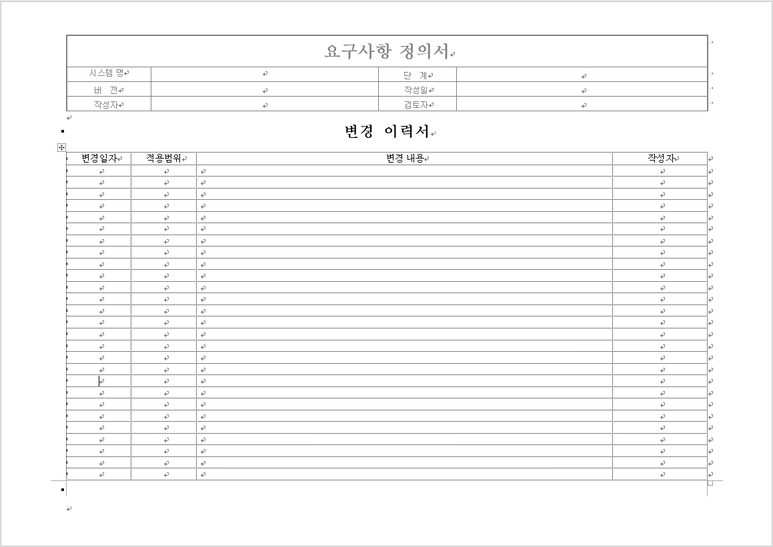 요구사항 정의서
시스템 명 단 계
버 전 작성일
작성자 검토자
변경 이력서
변경일자 적용범위 변경 내용 작성자